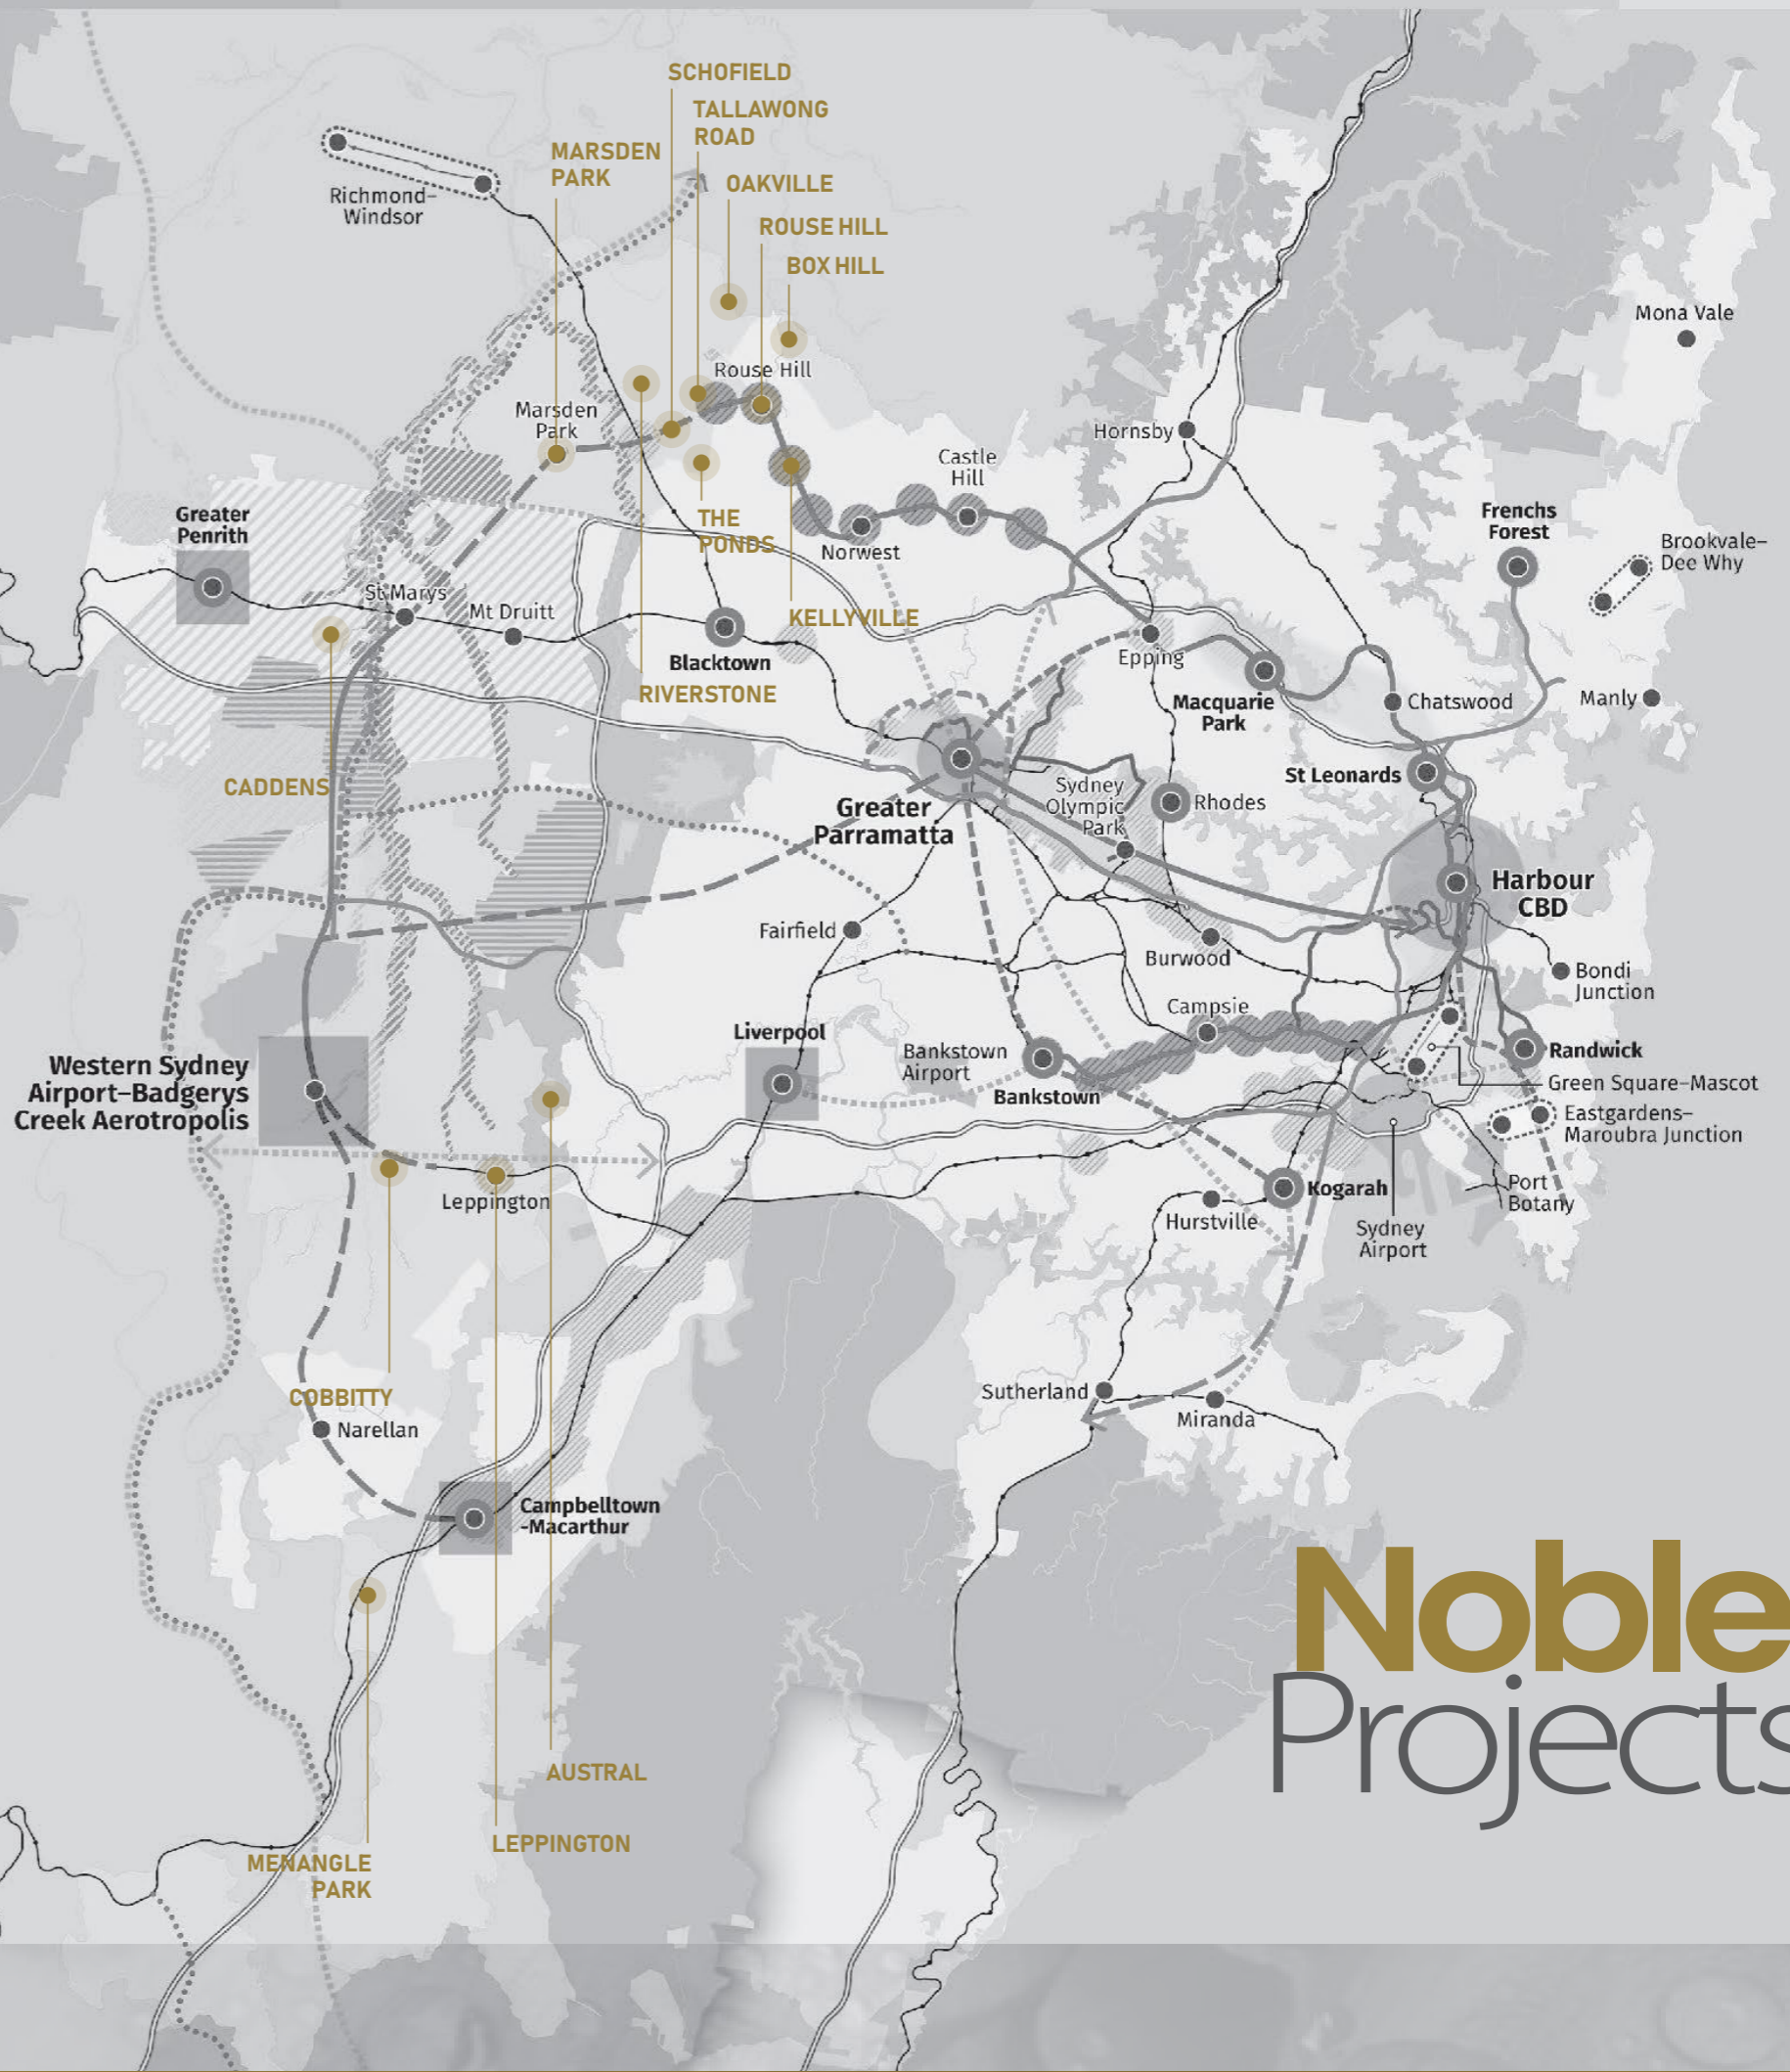 SCHOFIELD
TALLAWONG
ROAD
MARSDEN
PARK
OAKVILLE
ROUSE HILL
BOX HILL
Richmond–
Windsor
Mona Vale
Rouse Hill
Marsden
Park
Hornsby
Castle
Hill
Greater
Penrith
THE
PONDS
Norwest
Frenchs
Forest
Brookvale–
Dee Why
St Marys
Mt Druitt
KELLYVILLE
Blacktown
Epping
RIVERSTONE
Macquarie
Park
Chatswood
Manly
CADDENS
St Leonards
Sydney
Olympic
Park
Rhodes
Greater
Parramatta
Harbour
CBD
Fairfield
Burwood
Bondi
Junction
Campsie
Liverpool
Bankstown
Airport
Randwick
Western Sydney
Airport–Badgerys
Creek Aerotropolis
Bankstown
Green Square–Mascot
Eastgardens–
Maroubra Junction
Leppington
Kogarah
Port
Botany
Hurstville
Sydney
Airport
COBBITTY
Narellan
Sutherland
Miranda
Campbelltown
-Macarthur
Noble
Projects
AUSTRAL
LEPPINGTON
MENANGLE
PARK